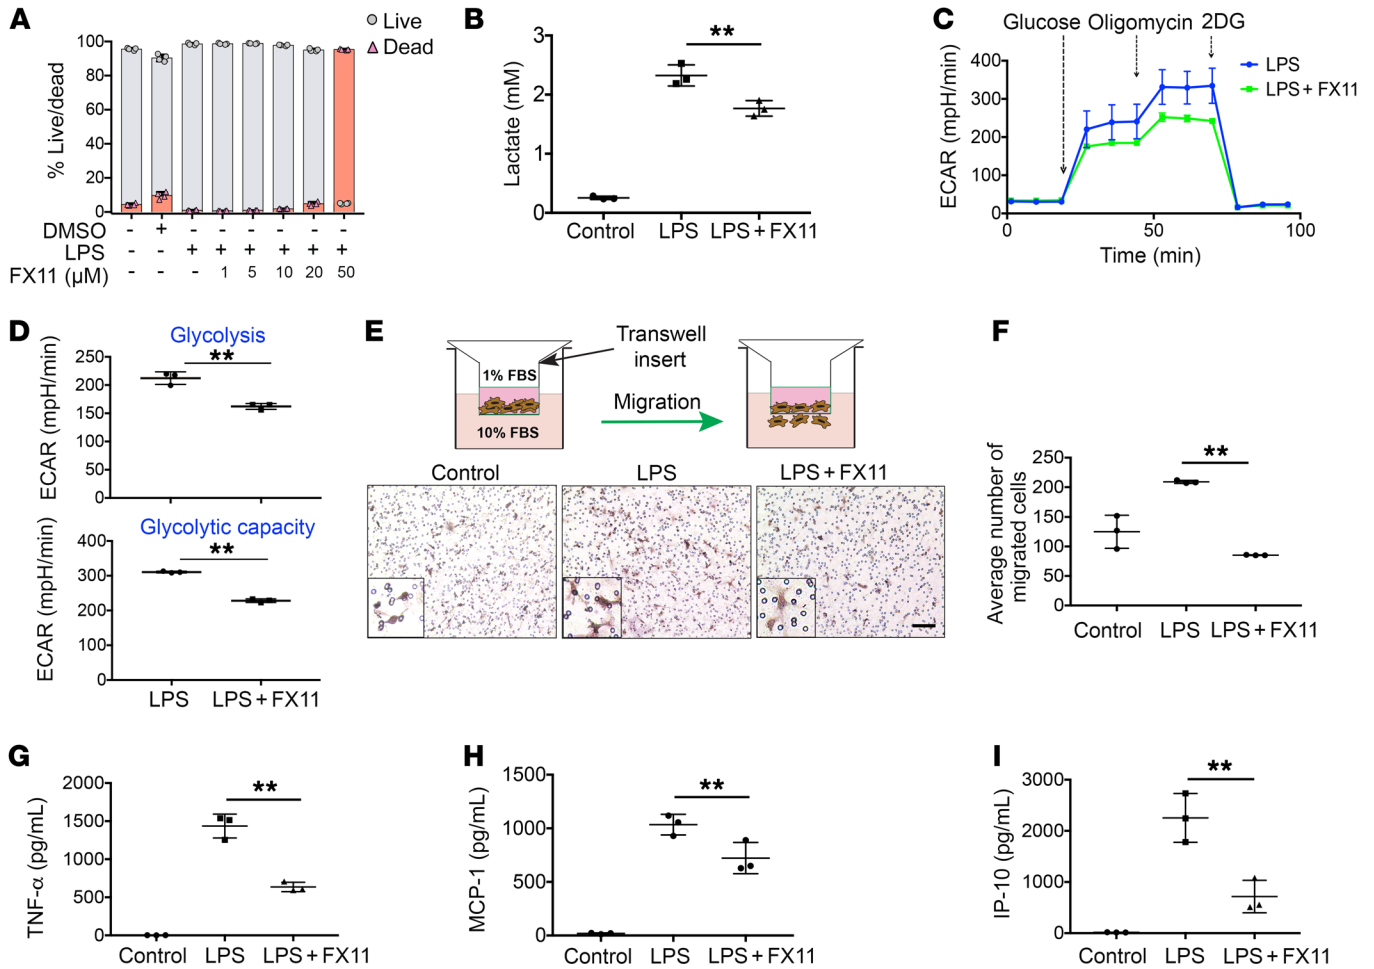 A
Live
Dead
% Live/dead
100
80
60
40
20
0
DMSO - + - - - - - -
LPS - - + + + + + +
FX11 (µM) - - - 1 5 10 20 50
B
**
Lactate (mM)
3
2
1
0
Control LPS LPS + FX11
C
Glucose Oligomycin 2DG
ECAR (mpH/min)
400
300
200
100
0
0 50 100
Time (min)
LPS
LPS + FX11
D
Glycolysis
**
ECAR (mpH/min)
250
200
150
100
50
0
Glycolytic capacity
**
ECAR (mpH/min)
400
300
200
100
0
LPS LPS + FX11
E
Transwell
insert
1% FBS
10% FBS
Migration
Control LPS LPS + FX11
F
**
Average number of
migrated cells
250
200
150
100
50
0
Control LPS LPS + FX11
G
**
TNF-α (pg/mL)
2000
1500
1000
500
0
Control LPS LPS + FX11
H
**
MCP-1 (pg/mL)
1500
1000
500
0
Control LPS LPS + FX11
I
**
IP-10 (pg/mL)
3000
2000
1000
0
Control LPS LPS + FX11